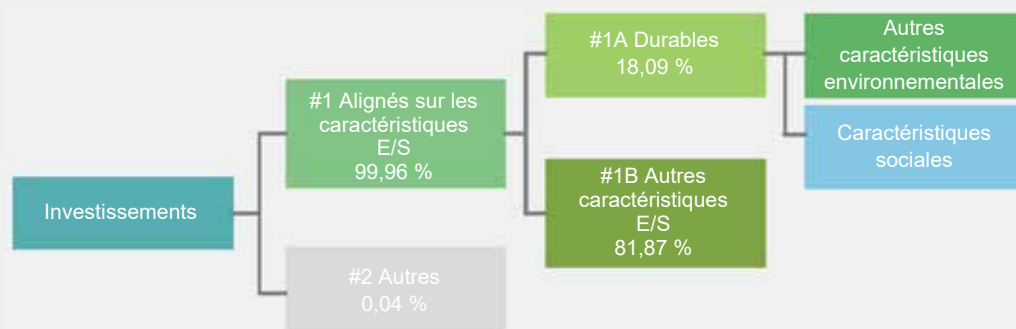 Investissements
#1 Alignés sur les
caractéristiques
E/S
99,96 %
#2 Autres
0,04 %
#1A Durables
18,09 %
#1B Autres
caractéristiques
E/S
81,87 %
Autres
caractéristiques
environnementales
Caractéristiques
sociales